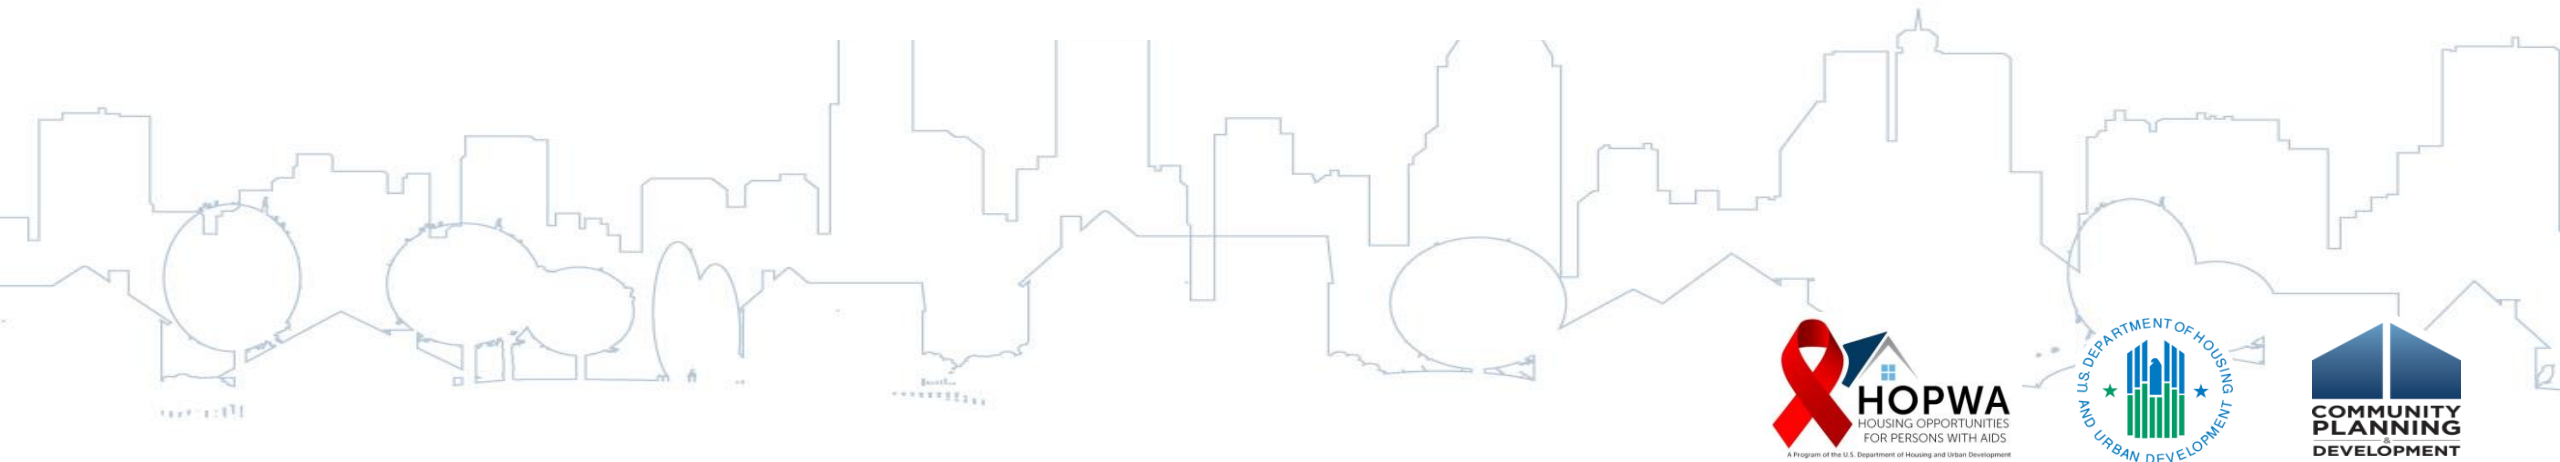 HOPWA
HOUSING OPPORTUNITIES
FOR PERSONS WITH AIDS
A Program of the U.S. Department of Housing and Urban Development
U.S. DEPARTMENT OF HOUSING
AND URBAN DEVELOPMENT
COMMUNITY
PLANNING
&
DEVELOPMENT